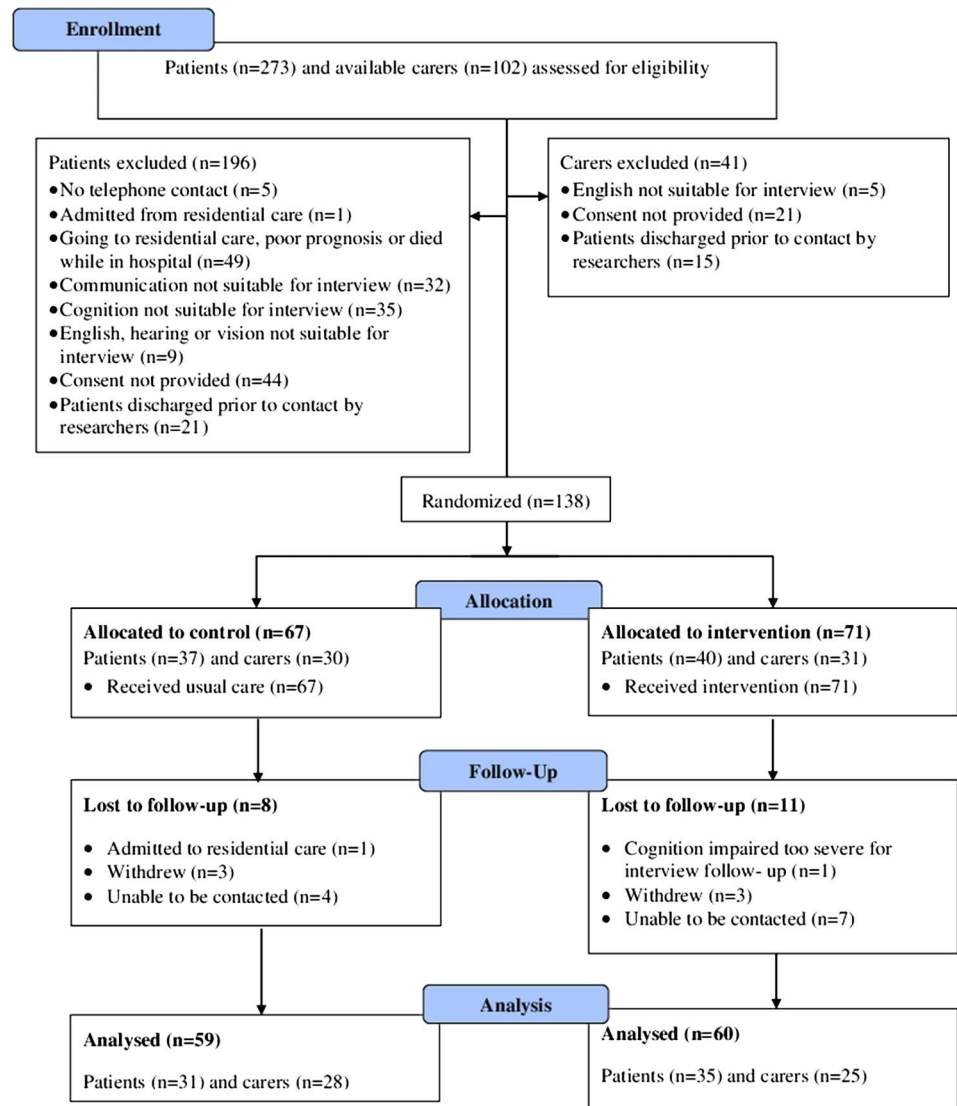 Enrollment
Patients (n=273) and available carers (n=102) assessed for eligibility
Patients excluded (n=196)
•No telephone contact (n=5)
•Admitted from residential care (n=1)
•Going to residential care, poor prognosis or died
while in hospital (n=49)
•Communication not suitable for interview (n=32)
•Cognition not suitable for interview (n=35)
•English, hearing or vision not suitable for
interview (n=9)
•Consent not provided (n=44)
•Patients discharged prior to contact by
researchers (n=21)
Carers excluded (n=41)
•English not suitable for interview (n=5)
•Consent not provided (n=21)
•Patients discharged prior to contact by
researchers (n=15)
Randomized (n=138)
Allocation
Allocated to control (n=67)
Patients (n=37) and carers (n=30)
• Received usual care (n=67)
Allocated to intervention (n=71)
Patients (n=40) and carers (n=31)
• Received intervention (n=71)
Follow-Up
Lost to follow-up (n=8)
• Admitted to residential care (n=1)
• Withdrew (n=3)
• Unable to be contacted (n=4)
Lost to follow-up (n=11)
• Cognition impaired too severe for
interview follow- up (n=1)
• Withdrew (n=3)
• Unable to be contacted (n=7)
Analysis
Analysed (n=59)
Patients (n=31) and carers (n=28)
Analysed (n=60)
Patients (n=35) and carers (n=25)